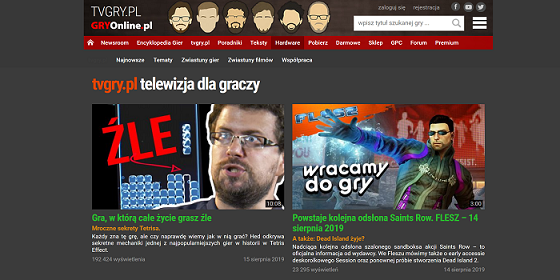 TVGRY.PL
GRYOnline.pl
zaloguj się rejestracja
wpisz tytuł szukanej gry ...
Newsroom Encyklopedia Gier tvgry.pl Poradniki Teksty Hardware Pobierz Darmowe Sklep GPC Forum Premium
Najnowsze Tematy Zwiastuny gier Zwiastuny filmów Współpraca
tvgry.pl telewizja dla graczy
ŹLE
10:08
Gra, w którą całe życie grasz źle
Mroczne sekrety Tetrisa.
Każdy zna tę grę, ale czy naprawdę wiemy jak w nią grać? Hed odkrywa
sekretne mechaniki jednej z najpopularniejszych gier w historii w Tetris
Effect.
192 424 wyświetlenia 15 sierpnia 2019
FLESZ
wracamy
do gry
3:00
Powstaje kolejna odsłona Saints Row. FLESZ – 14
sierpnia 2019
A także: Dead Island żyje?
Nadciąga kolejna odsłona szalonego sandboksa akcji Saints Row – to
oficjalna informacja od wydawcy. We Fleszu mówimy także o early accessie
deskorolkowego Session oraz powolnej produkcji shootera Dead Island 2.
23 295 wyświetleń 14 sierpnia 2019